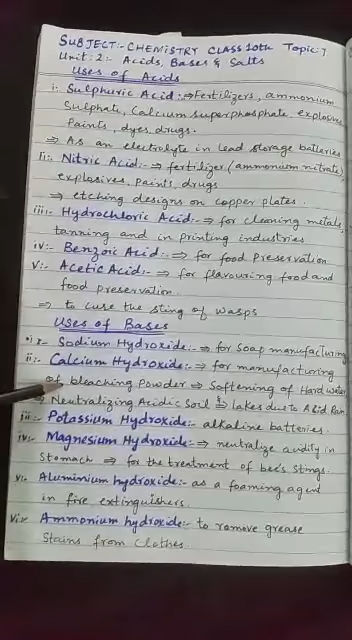 SUBJECT:- CHEMISTRY CLASS 10th Topic:7
Unit:2:- Acids, Bases & Salts
Uses of Acids
i:- Sulphuric Acid:⇒ Fertilizers, ammonium
Sulphate, Calcium superphosphate, explosives
Paints, dyes, drugs.
⇒ As an electrolyte in lead storage batteries
ii:- Nitric Acid:- ⇒ fertilizer (ammonium nitrate),
explosives, paints, drugs
⇒ etching designs on copper plates.
iii:- Hydrochloric Acid:- ⇒ for cleaning metals,
tanning and in printing industries
iv:- Benzoic Acid:- ⇒ for food Preservation
v:- Acetic Acid:- ⇒ for flavouring food and
food preservation.
⇒ to cure the sting of wasps
Uses of Bases
i:- Sodium Hydroxide:- ⇒ for soap manufacturing
ii:- Calcium Hydroxide:- ⇒ for manufacturing
of bleaching Powder ⇒ Softening of Hard water
⇒ Neutralizing Acidic Soil & lakes due to Acid Rain.
iii:- Potassium Hydroxide:- alkaline batteries.
iv:- Magnesium Hydroxide:- ⇒ neutralize in
Stomach ⇒ for the treatment of bee's stings.
v:- Aluminium hydroxide:- as a foaming agent
in fire extinguishers.
vi:- Ammonium hydroxide:- to remove grease
Stains from Clothes